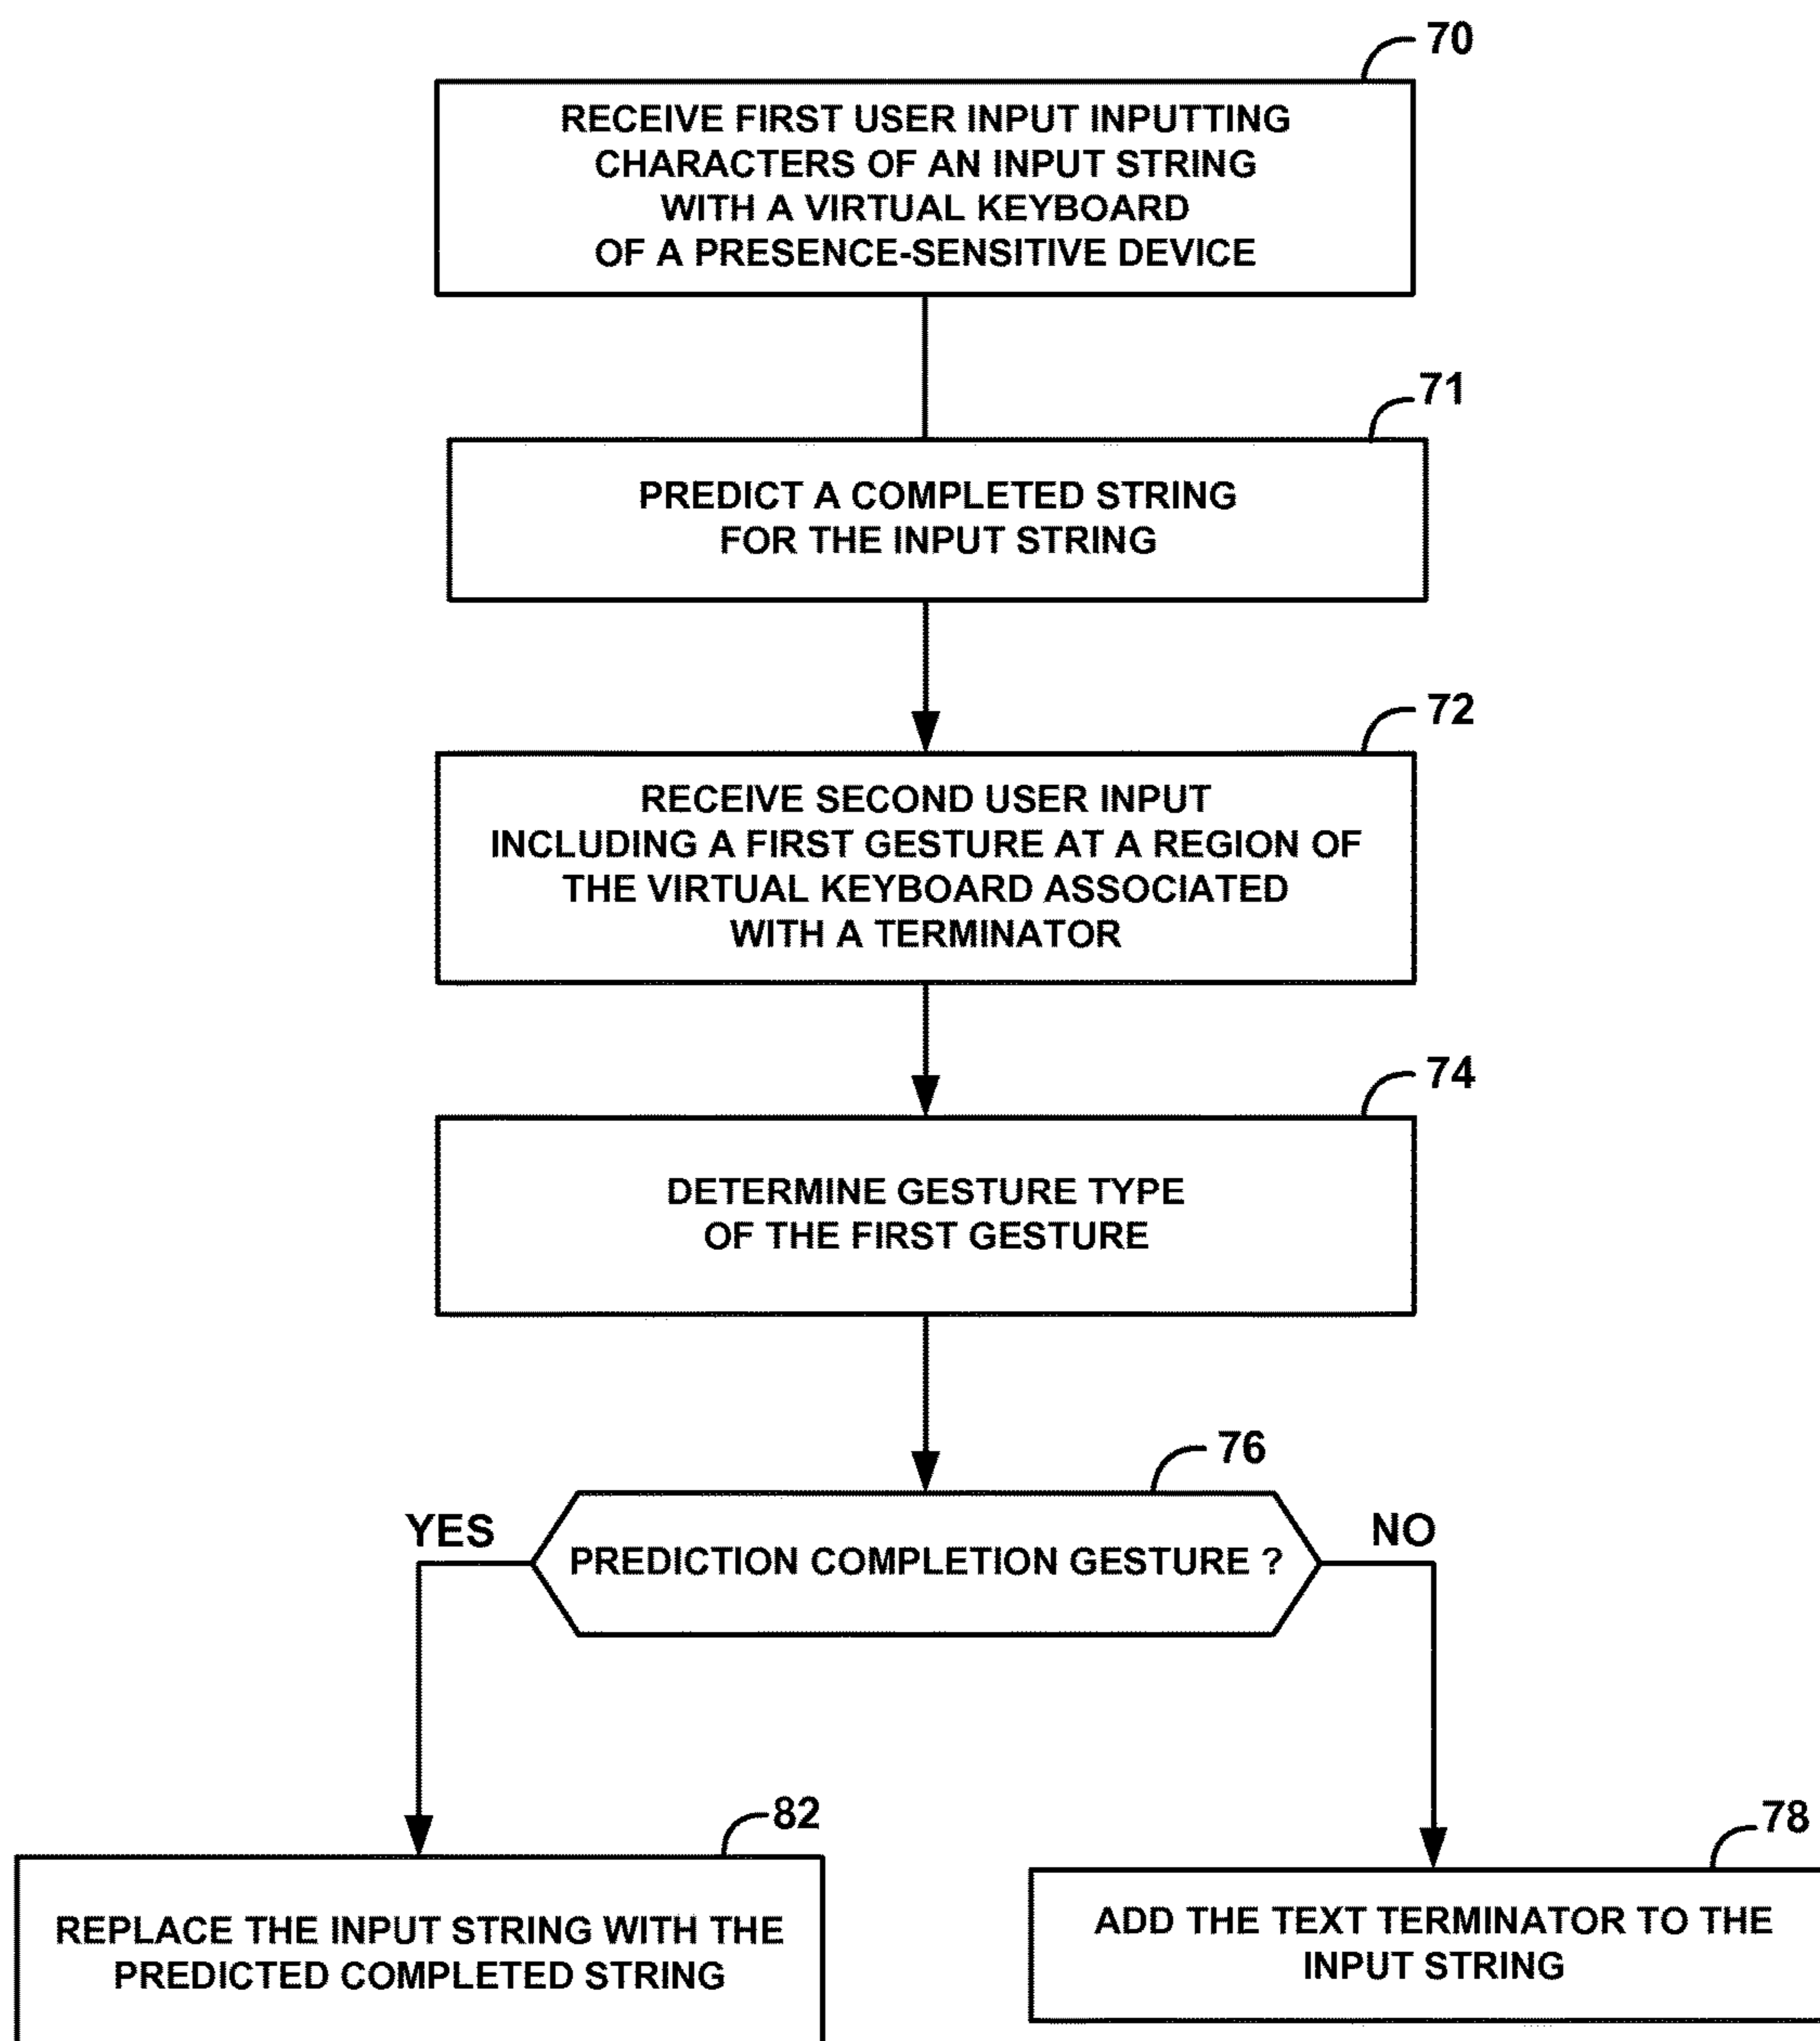 70
RECEIVE FIRST USER INPUT INPUTTING
CHARACTERS OF AN INPUT STRING
WITH A VIRTUAL KEYBOARD
OF A PRESENCE-SENSITIVE DEVICE
71
PREDICT A COMPLETED STRING
FOR THE INPUT STRING
72
RECEIVE SECOND USER INPUT
INCLUDING A FIRST GESTURE AT A REGION OF
THE VIRTUAL KEYBOARD ASSOCIATED
WITH A TERMINATOR
74
DETERMINE GESTURE TYPE
OF THE FIRST GESTURE
76
YES
PREDICTION COMPLETION GESTURE ?
NO
82
REPLACE THE INPUT STRING WITH THE
PREDICTED COMPLETED STRING
78
ADD THE TEXT TERMINATOR TO THE
INPUT STRING